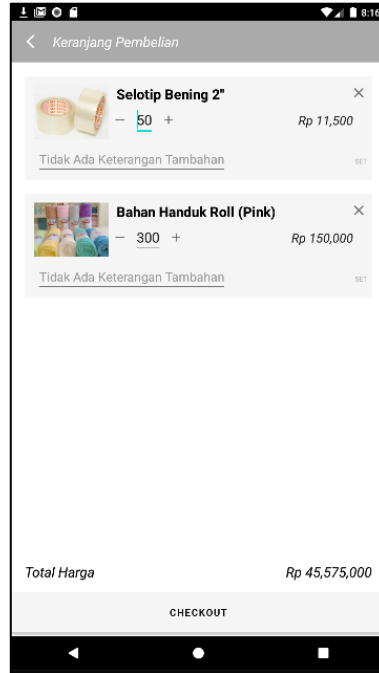 8:16
Keranjang Pembelian
Selotip Bening 2"
50
Rp 11,500
Tidak Ada Keterangan Tambahan
SET
Bahan Handuk Roll (Pink)
300
Rp 150,000
Tidak Ada Keterangan Tambahan
SET
Total Harga
Rp 45,575,000
CHECKOUT